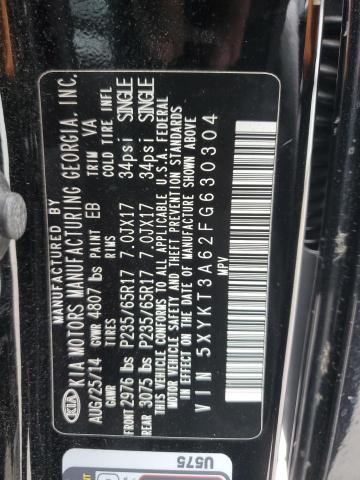 MANUFACTURED BY
KIA KIA MOTORS MANUFACTURING GEORGIA, INC.
AUG/25/14 GVWR 4807 lbs PAINT EB TRIM VA
GAWR TIRES RIMS COLD TIRE INFL
FRONT 2976 lbs P235/65R17 7.0JX17 34psi SINGLE
REAR 3075 lbs P235/65R17 7.0JX17 34psi SINGLE
THIS VEHICLE CONFORMS TO ALL APPLICABLE U.S.A. FEDERAL
MOTOR VEHICLE SAFETY AND THEFT PREVENTION STANDARDS
IN EFFECT ON THE DATE OF MANUFACTURE SHOWN ABOVE.
VIN 5XYKT3A62FG630304
MPV
U575